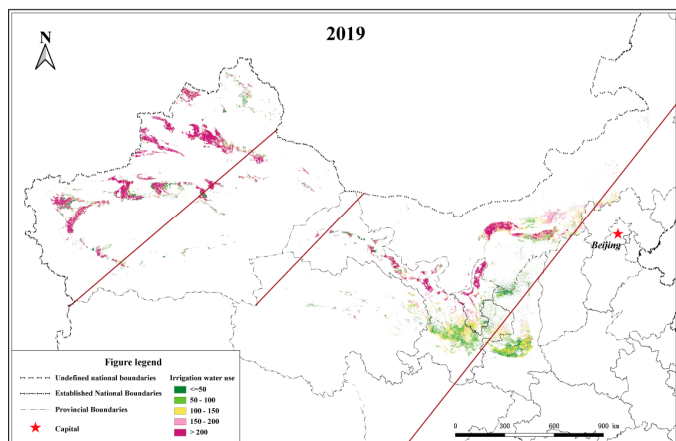 2019
N
Beijing
Figure legend
Undefined national boundaries
Established National Boundaries
Provincial Boundaries
Capital
Irrigation water use
<=50
50 - 100
100 - 150
150 - 200
> 200
0 300 600 900 km